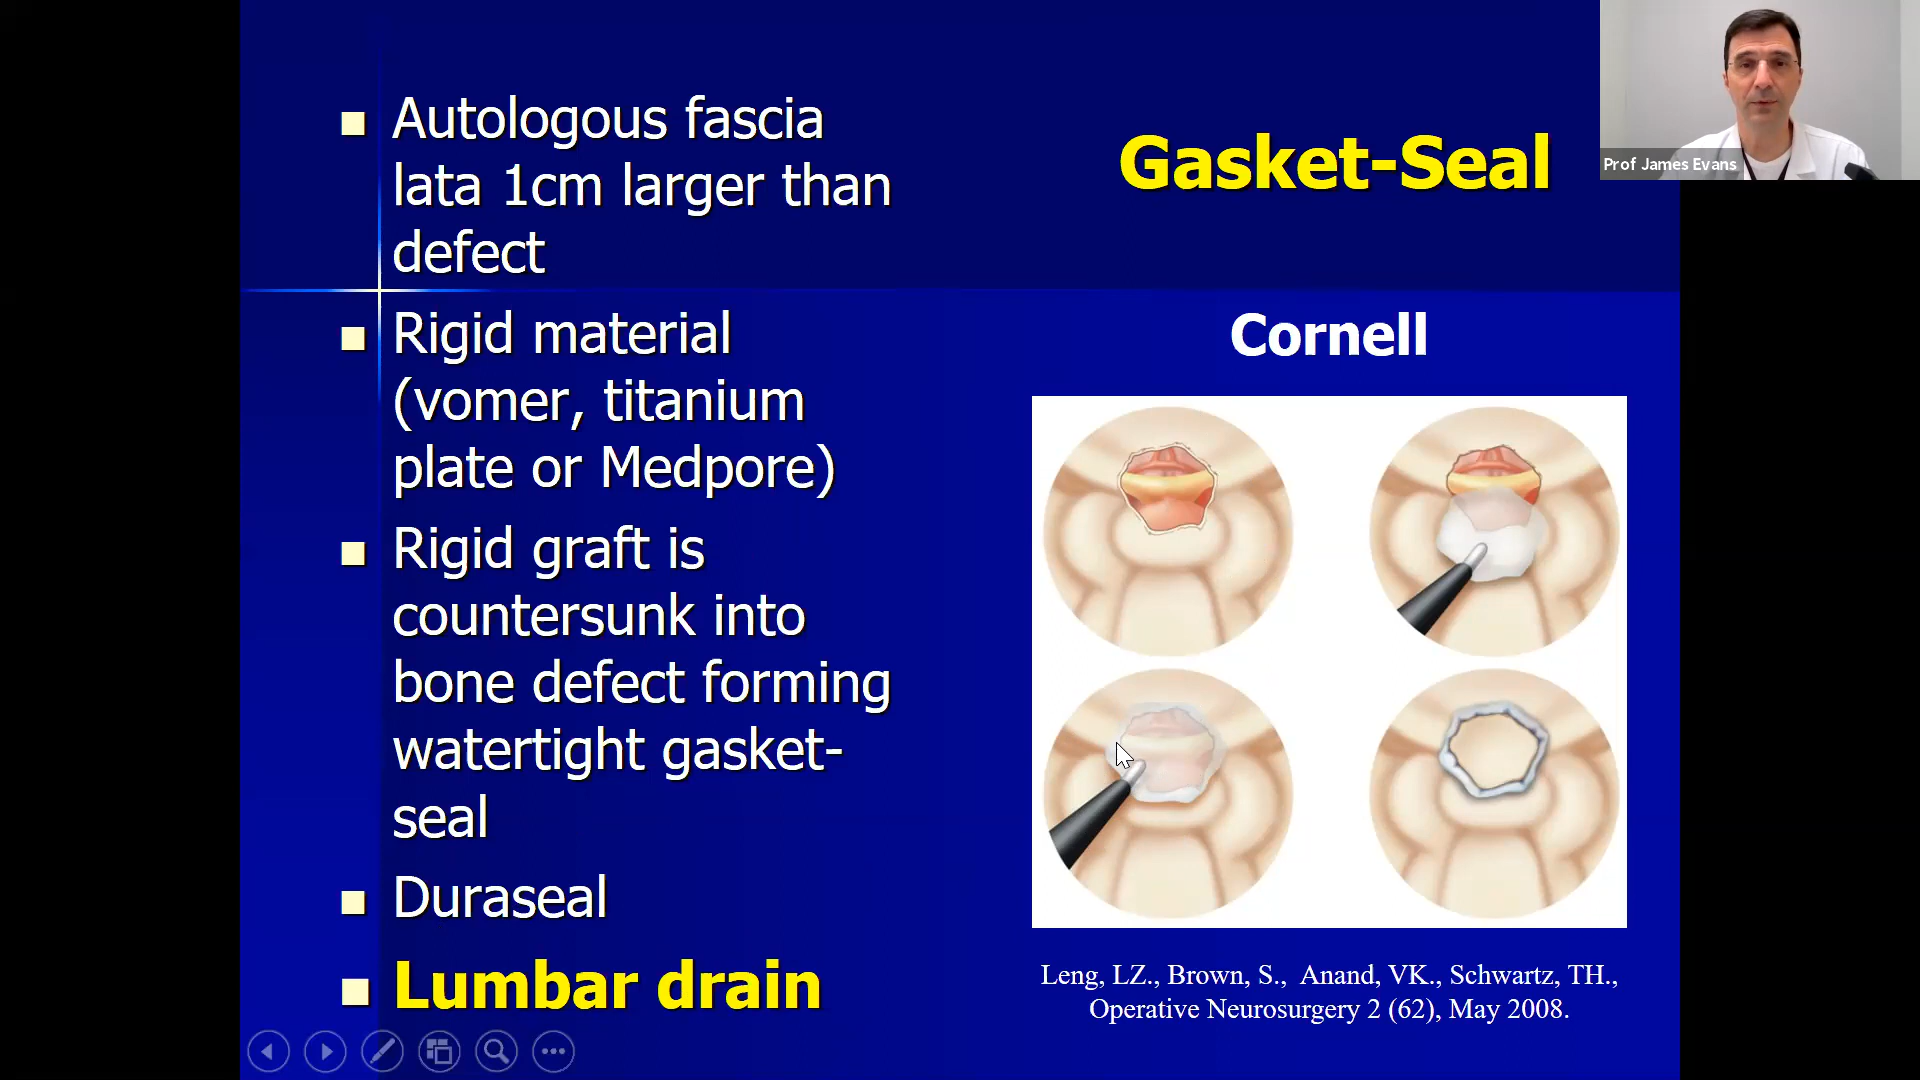 Autologous fascia
lata 1cm larger than
defect
Rigid material
(vomer, titanium
plate or Medpore)
Rigid graft is
countersunk into
bone defect forming
watertight gasket-
seal
Duraseal
Lumbar drain
Gasket-Seal
Cornell
Leng, LZ., Brown, S., Anand, VK., Schwartz, TH.,
Operative Neurosurgery 2 (62), May 2008.
Prof James Evans